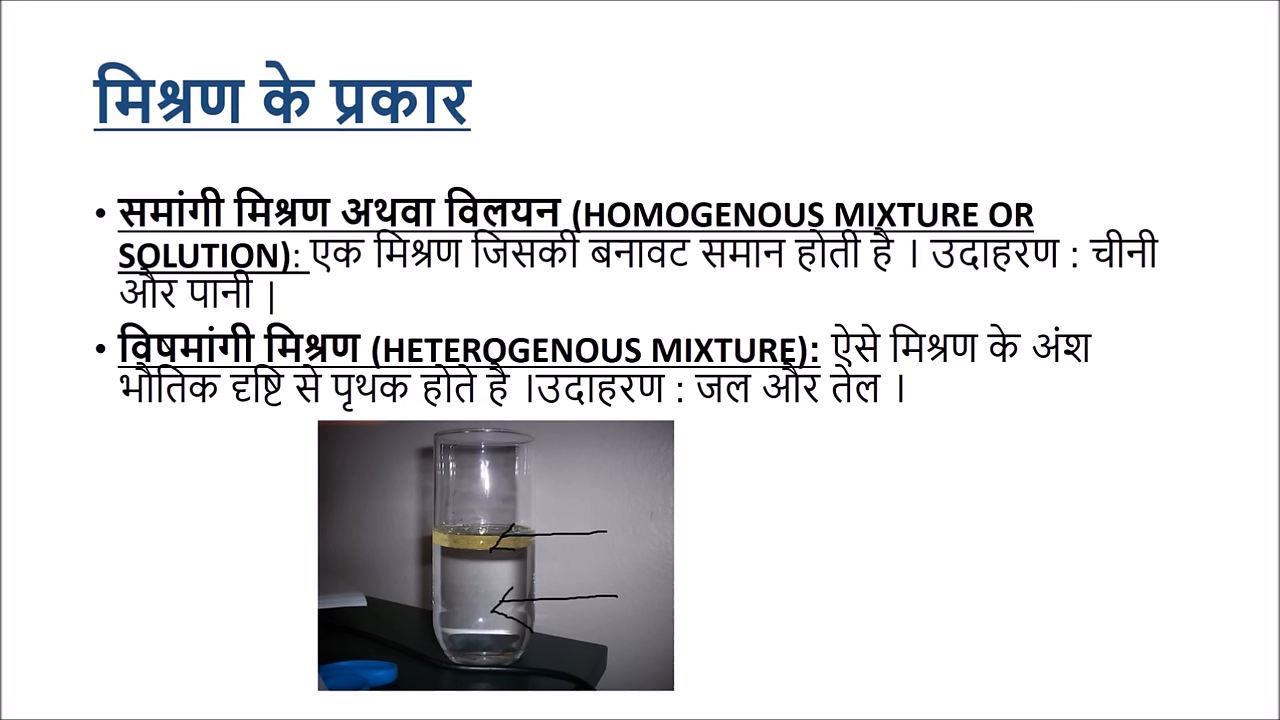 मिश्रण के प्रकार
• समांगी मिश्रण अथवा विलयन (HOMOGENOUS MIXTURE OR
SOLUTION): एक मिश्रण जिसकी बनावट समान होती है । उदाहरण : चीनी
और पानी |
• विषमांगी मिश्रण (HETEROGENOUS MIXTURE): ऐसे मिश्रण के अंश
भौतिक दृष्टि से पृथक होते है ।उदाहरण : जल और तेल ।